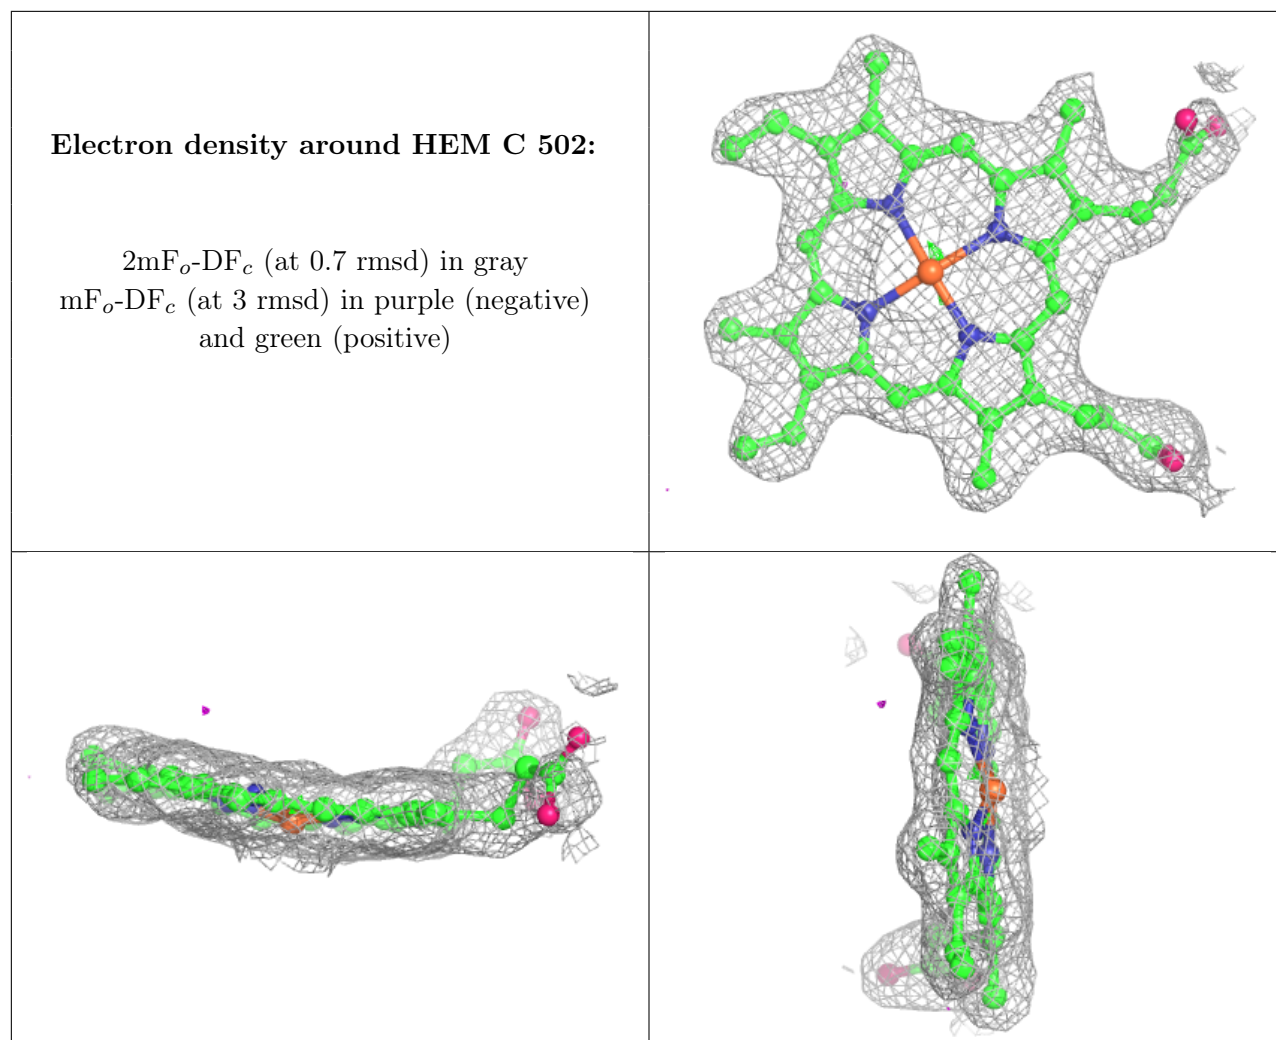 Electron density around HEM C 502:
2mFo-DFc (at 0.7 rmsd) in gray
mFo-DFc (at 3 rmsd) in purple (negative)
and green (positive)